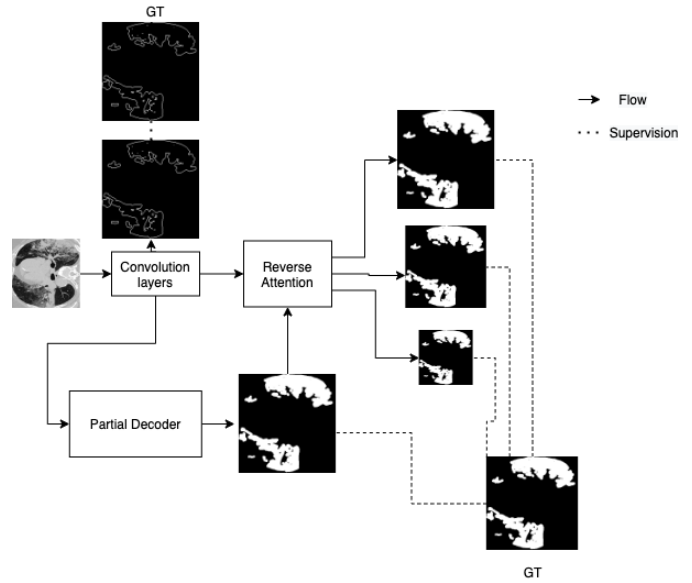 GT
Flow
Supervision
Convolution
layers
Reverse
Attention
Partial Decoder
GT